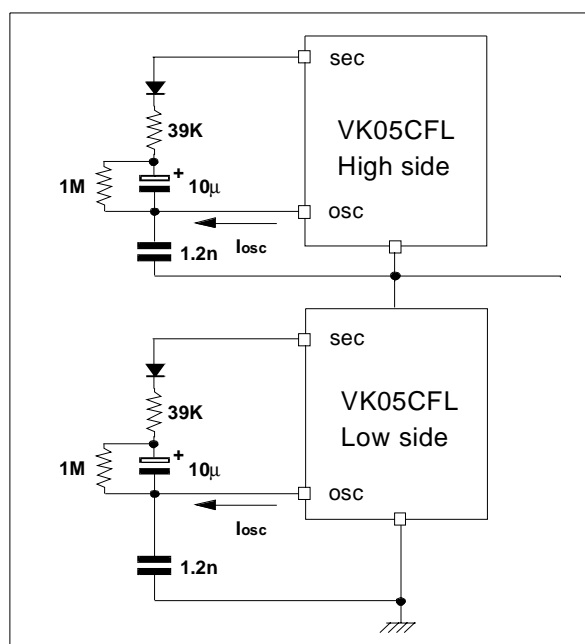 sec
VK05CFL
High side
39K
+
1M
10µ
osc
Iosc
1.2n
sec
VK05CFL
Low side
39K
+
1M
10µ
osc
Iosc
1.2n